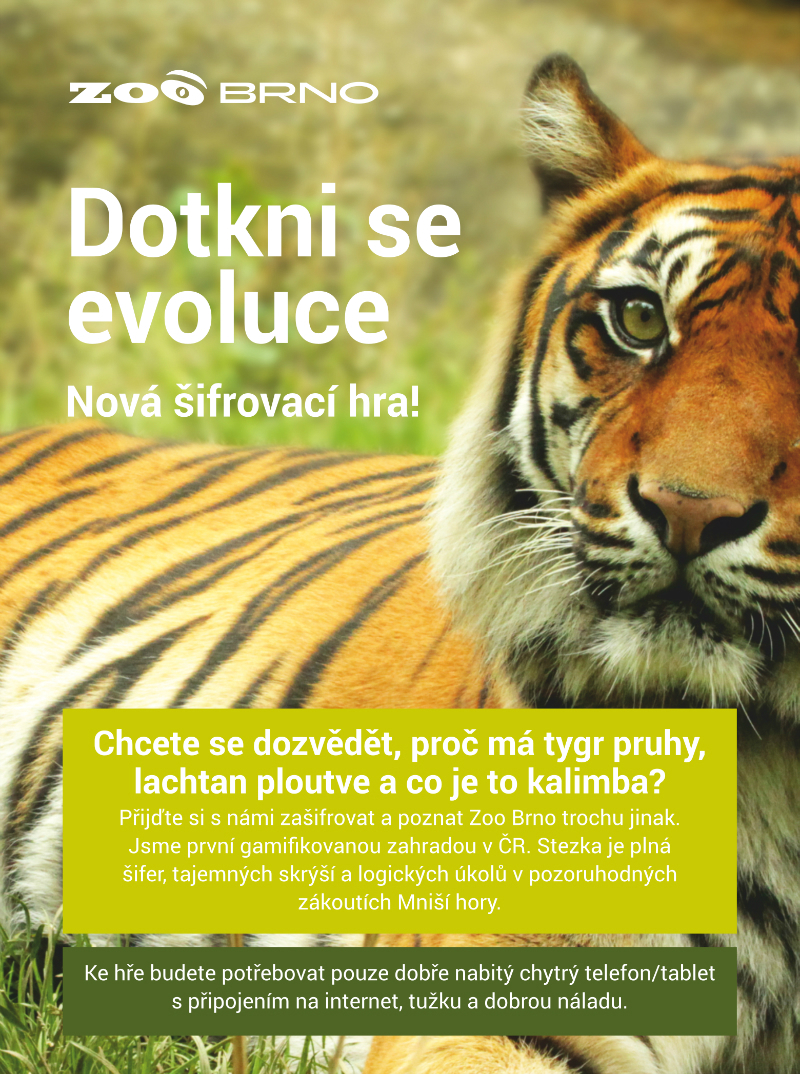 ZOO BRNO
Dotkni se
evoluce
Nová šifrovací hra!
Chcete se dozvědět, proč má tygr pruhy,
lachtan ploutve a co je to kalimba?
Přijďte si s námi zašifrovat a poznat Zoo Brno trochu jinak.
Jsme první gamifikovanou zahradou v ČR. Stezka je plná
šifer, tajemných skrýší a logických úkolů v pozoruhodných
zákoutích Mniší hory.
Ke hře budete potřebovat pouze dobře nabitý chytrý telefon/tablet
s připojením na internet, tužku a dobrou náladu.